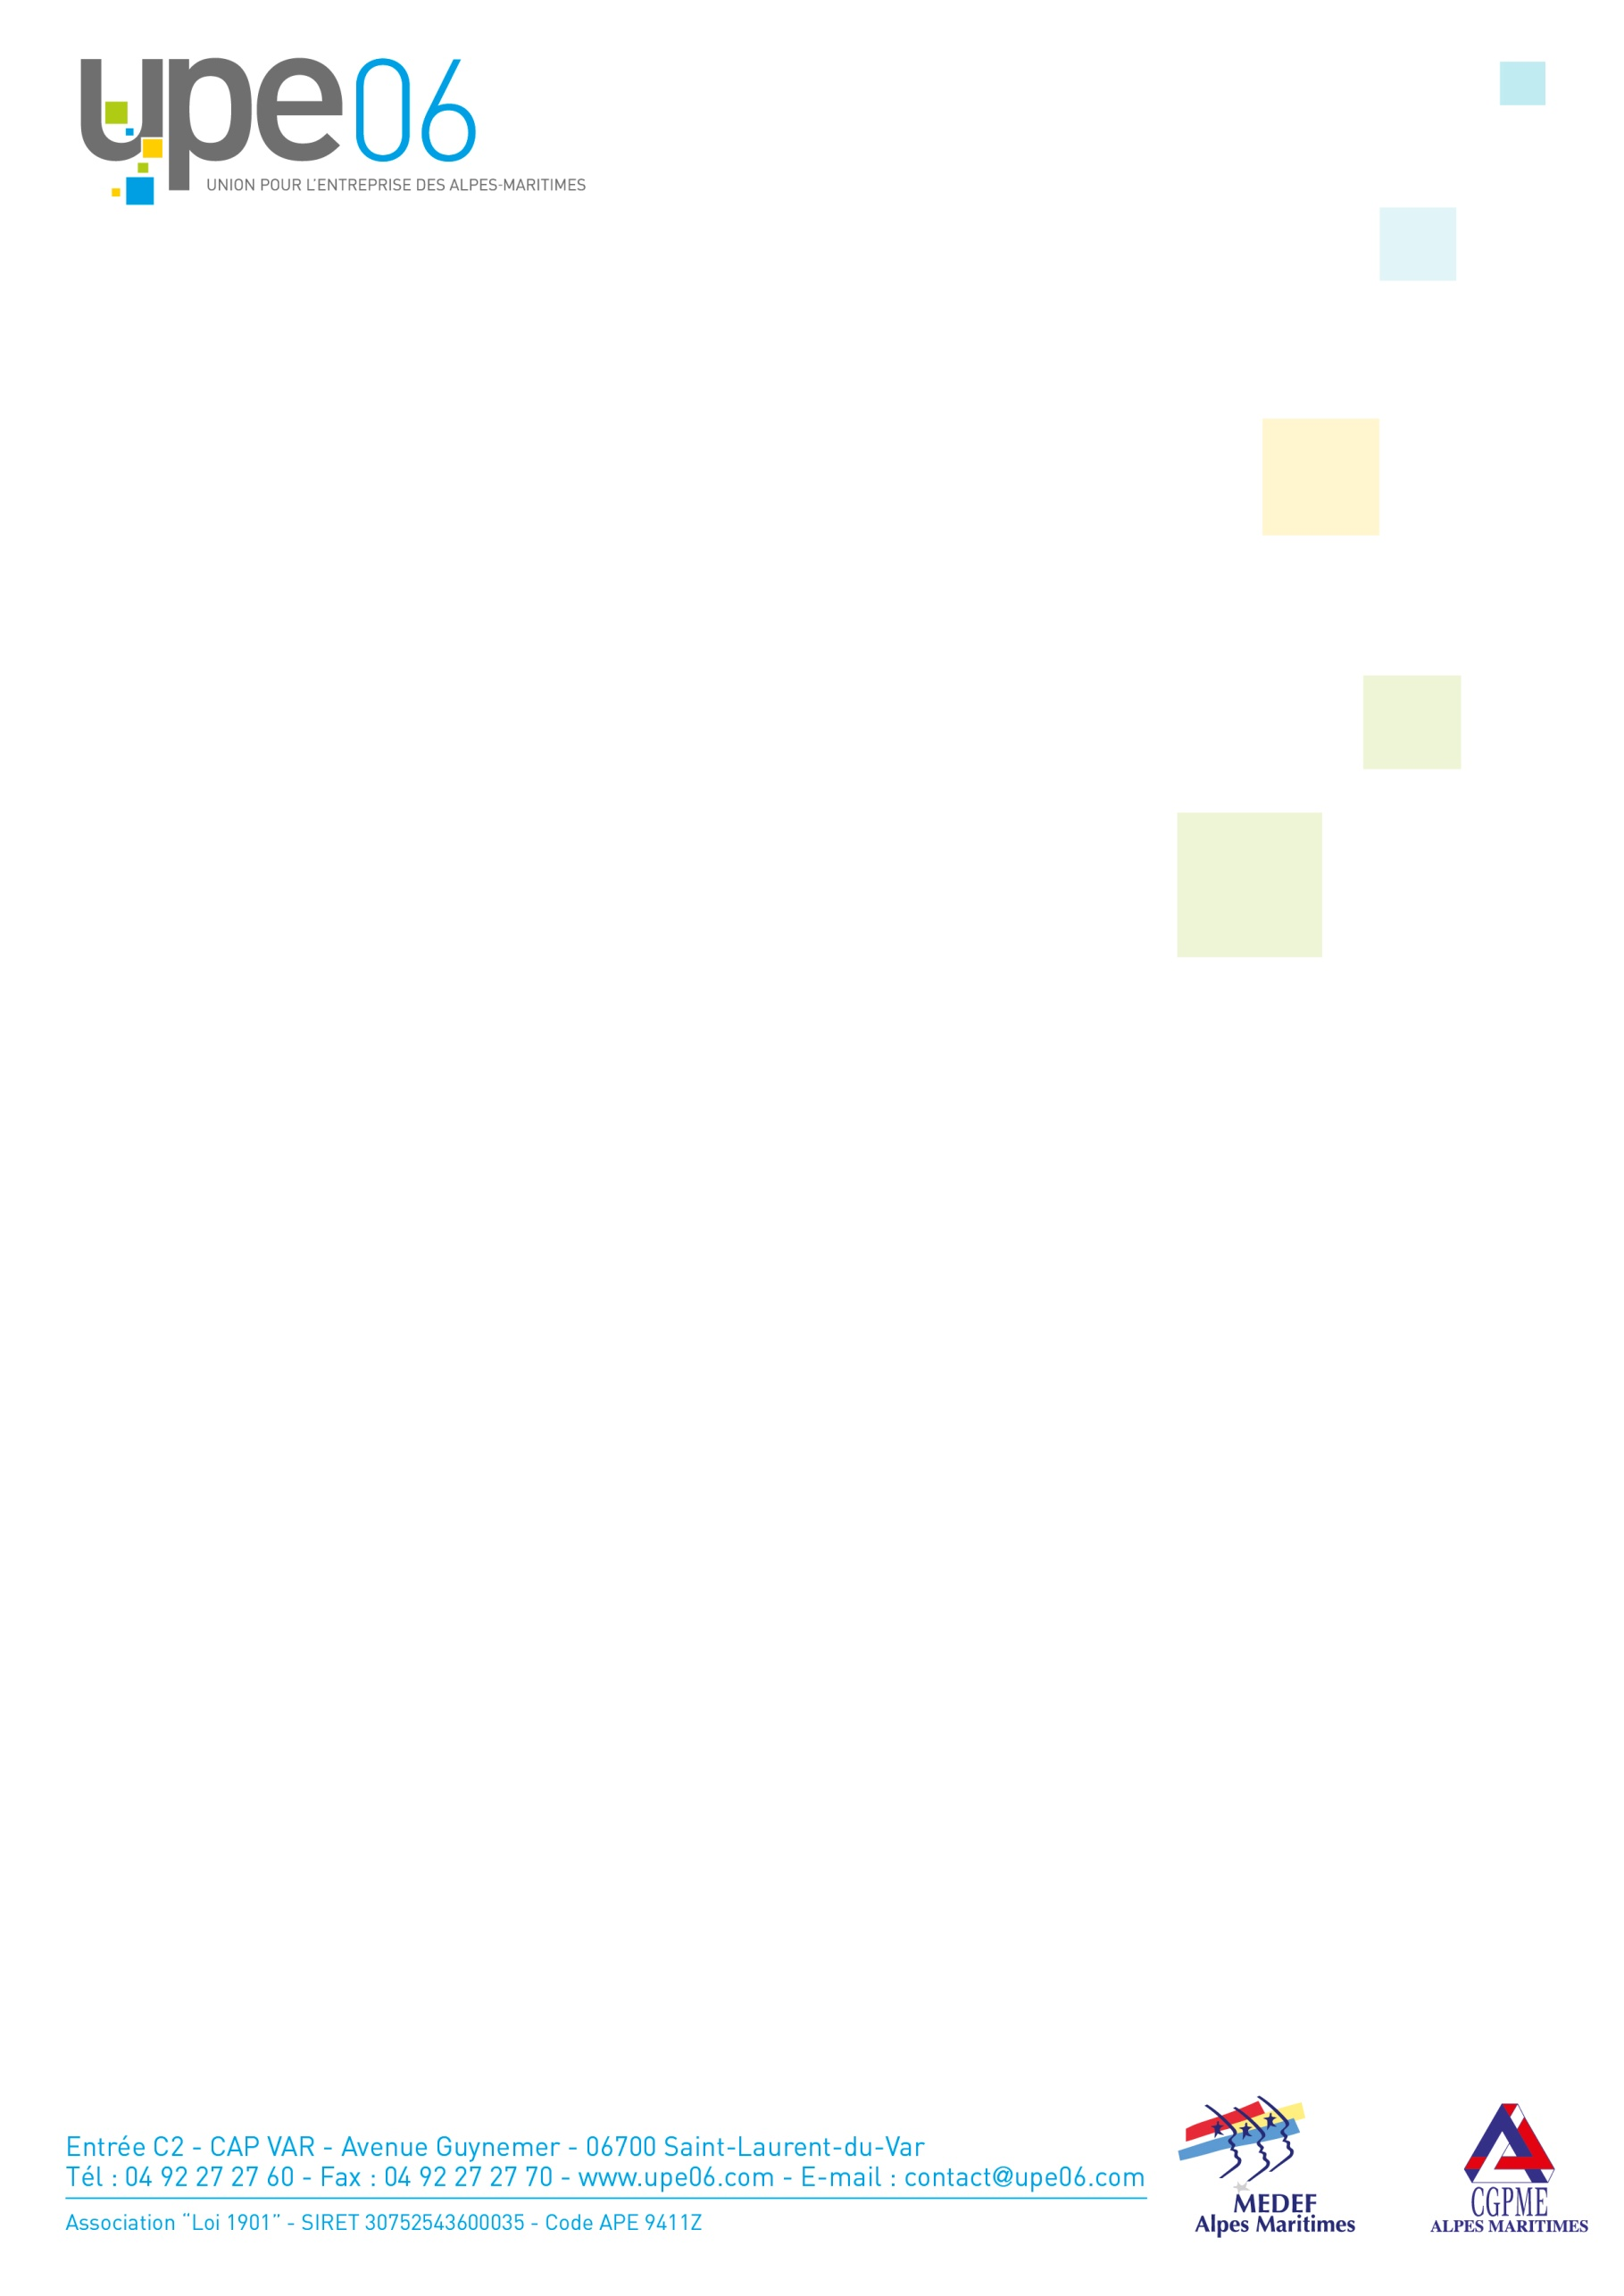 upe06
UNION POUR L'ENTREPRISE DES ALPES-MARITIMES
Entrée C2 - CAP VAR - Avenue Guynemer - 06700 Saint-Laurent-du-Var
Tél : 04 92 27 27 60 - Fax : 04 92 27 27 70 - www.upe06.com - E-mail : contact@upe06.com
Association "Loi 1901" - SIRET 30752543600035 - Code APE 9411Z
MEDEF
Alpes Maritimes
CGPME
ALPES MARITIMES